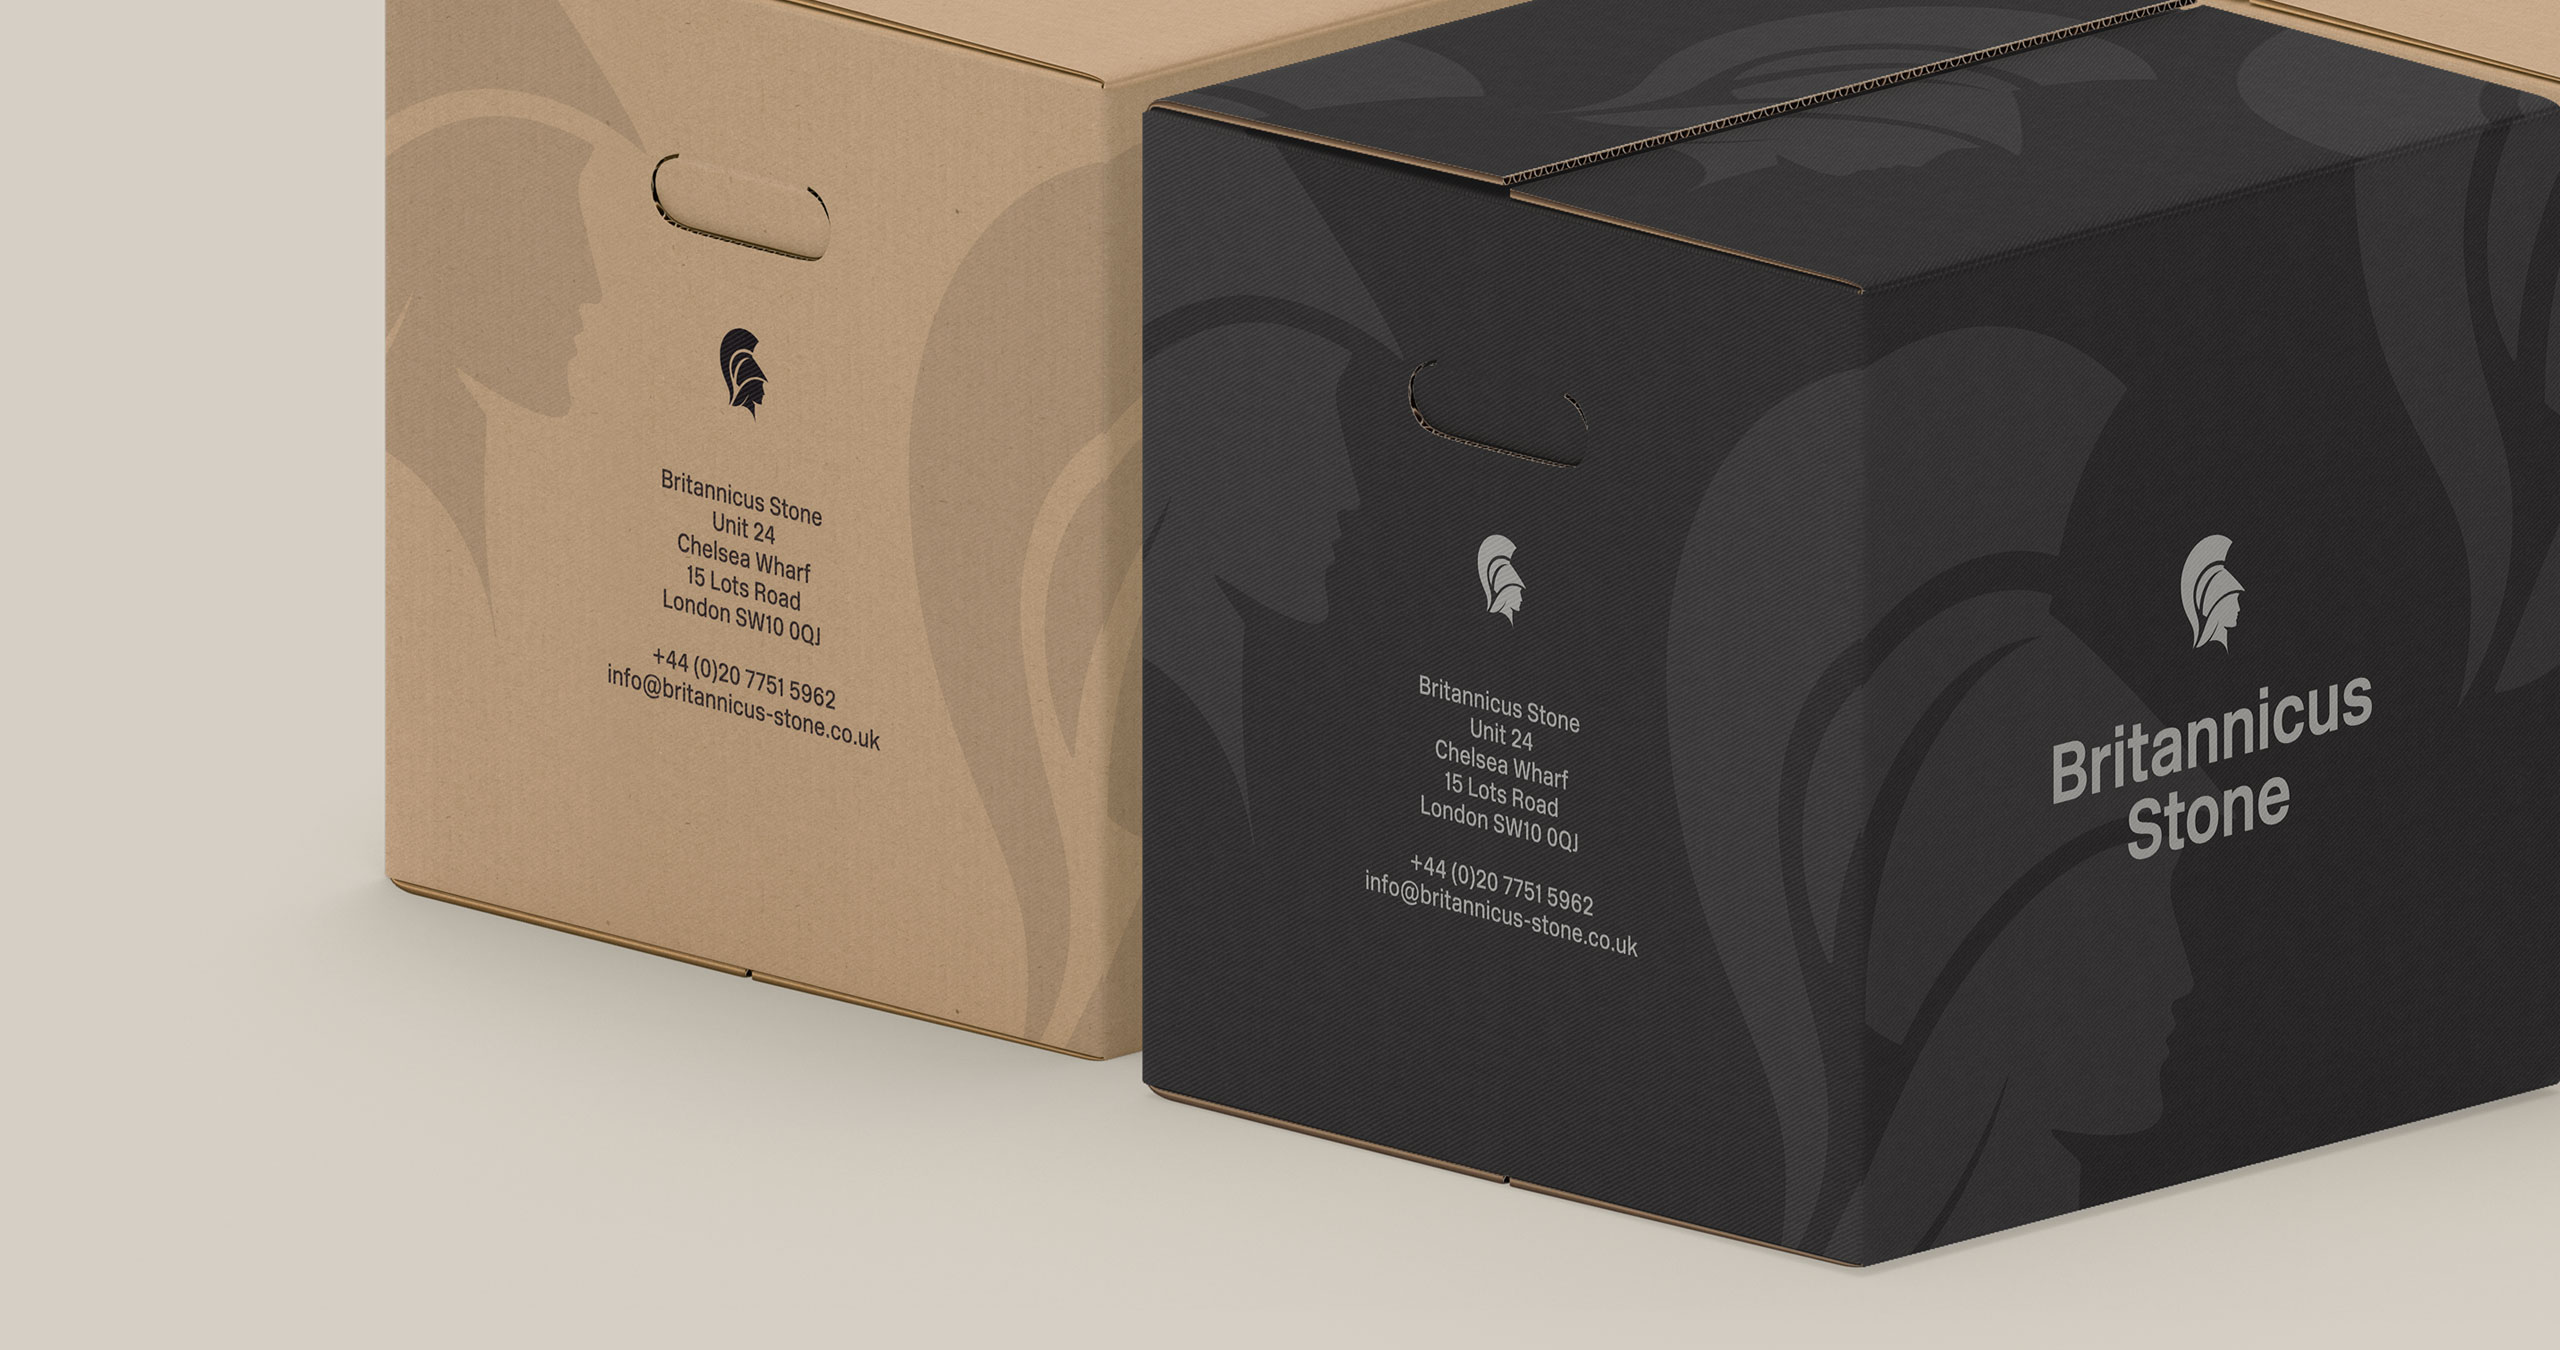 Britannicus Stone
Unit 24
Chelsea Wharf
15 Lots Road
London SW10 0QJ
+44 (0)20 7751 5962
info@britannicus-stone.co.uk
Britannicus Stone
Unit 24
Chelsea Wharf
15 Lots Road
London SW10 0QJ
+44 (0)20 7751 5962
info@britannicus-stone.co.uk
Britannicus
Stone